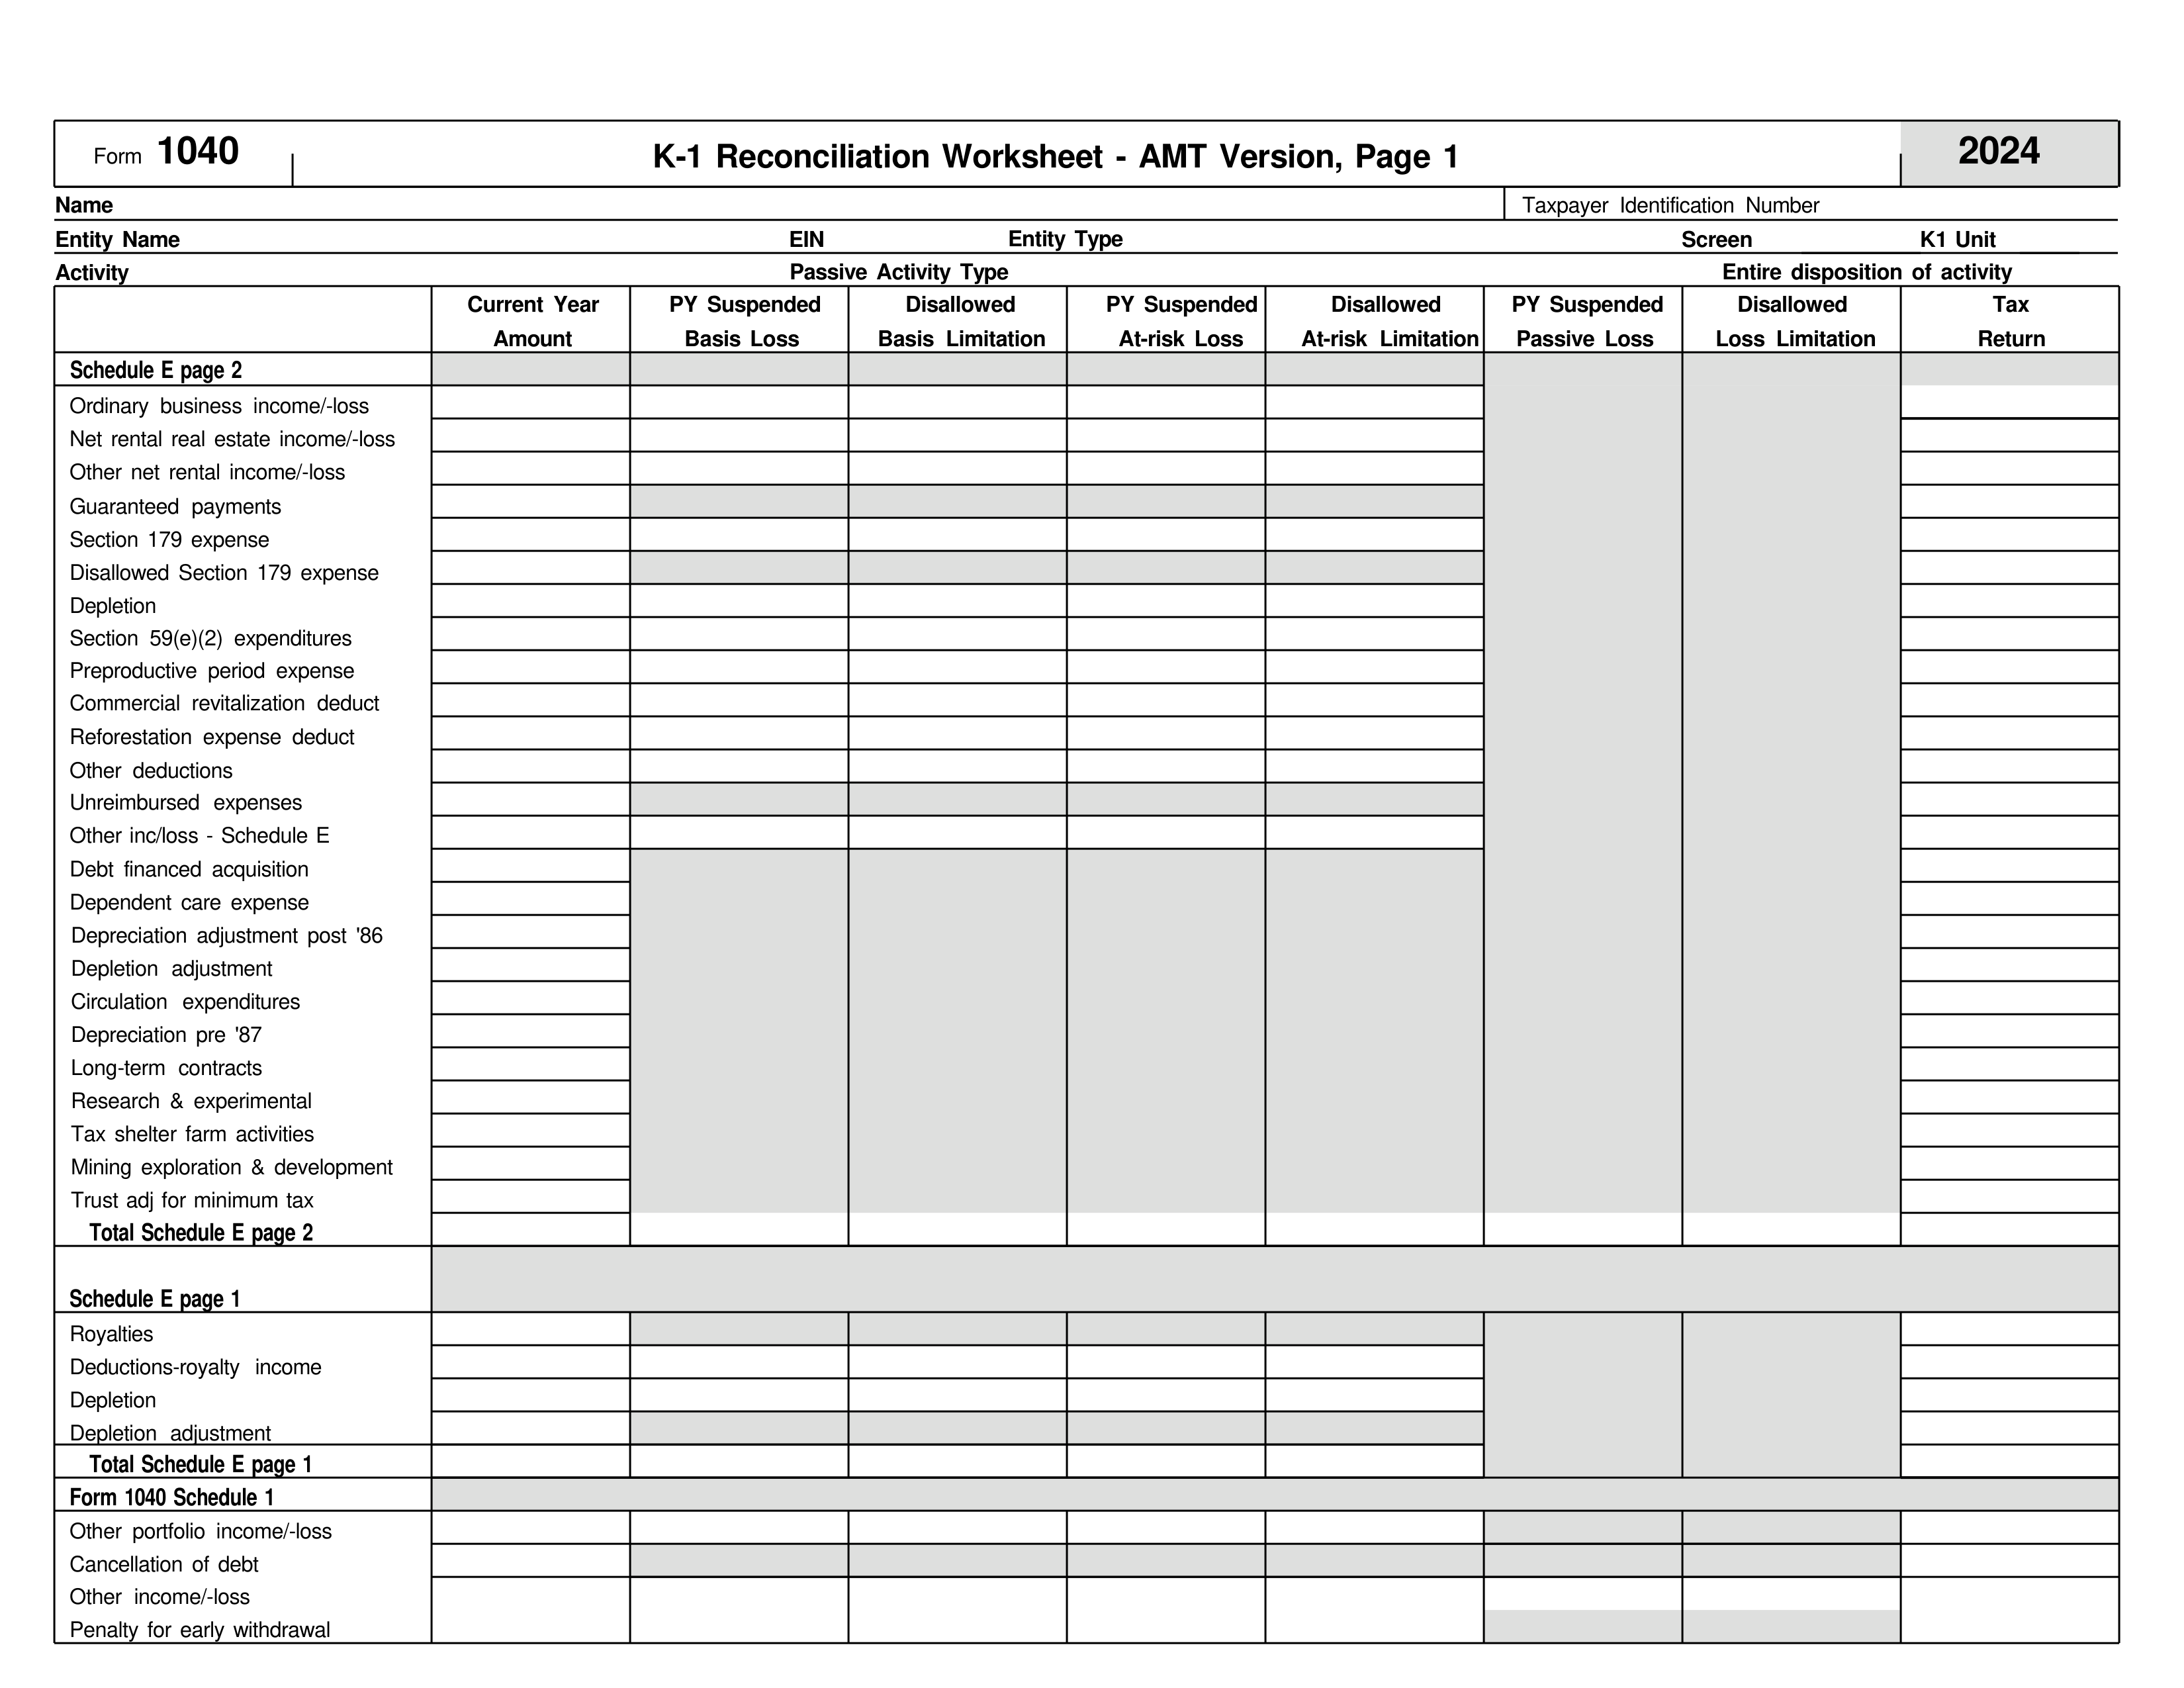 Form 1040 K-1 Reconciliation Worksheet - AMT Version, Page 1 2024
Name Taxpayer Identification Number
Entity Name EIN Entity Type Screen K1 Unit
Activity Passive Activity Type Entire disposition of activity
Current Year PY Suspended Disallowed PY Suspended Disallowed PY Suspended Disallowed Tax
Amount Basis Loss Basis Limitation At-risk Loss At-risk Limitation Passive Loss Loss Limitation Return
Schedule E page 2
Ordinary business income/-loss
Net rental real estate income/-loss
Other net rental income/-loss
Guaranteed payments
Section 179 expense
Disallowed Section 179 expense
Depletion
Section 59(e)(2) expenditures
Preproductive period expense
Commercial revitalization deduct
Reforestation expense deduct
Other deductions
Unreimbursed expenses
Other inc/loss - Schedule E
Debt financed acquisition
Dependent care expense
Depreciation adjustment post '86
Depletion adjustment
Circulation expenditures
Depreciation pre '87
Long-term contracts
Research & experimental
Tax shelter farm activities
Mining exploration & development
Trust adj for minimum tax
Total Schedule E page 2
Schedule E page 1
Royalties
Deductions-royalty income
Depletion
Depletion adjustment
Total Schedule E page 1
Form 1040 Schedule 1
Other portfolio income/-loss
Cancellation of debt
Other income/-loss
Penalty for early withdrawal